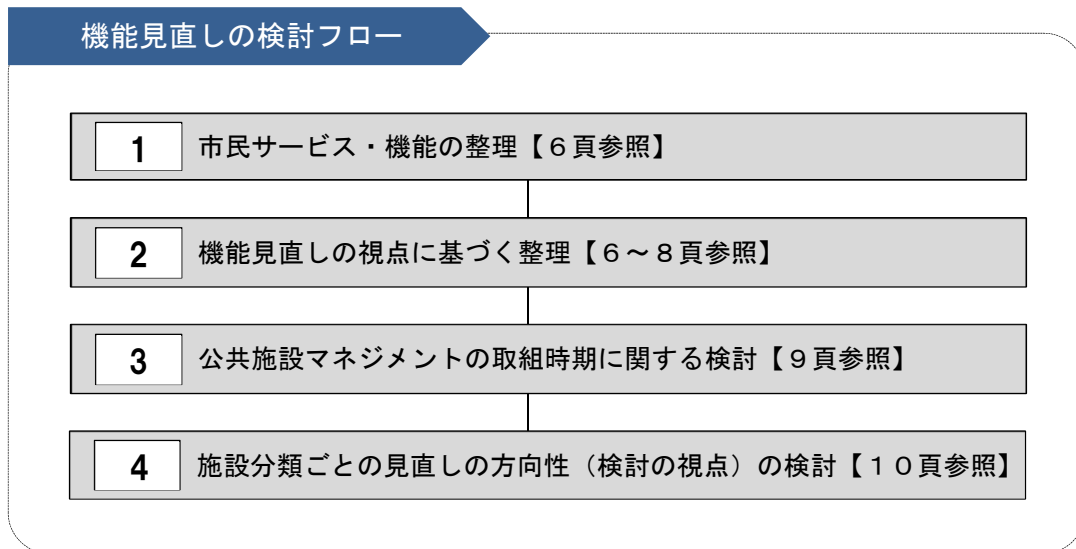 機能見直しの検討フロー
1 市民サービス・機能の整理【６頁参照】
2 機能見直しの視点に基づく整理【６～８頁参照】
3 公共施設マネジメントの取組時期に関する検討【９頁参照】
4 施設分類ごとの見直しの方向性（検討の視点）の検討【１０頁参照】